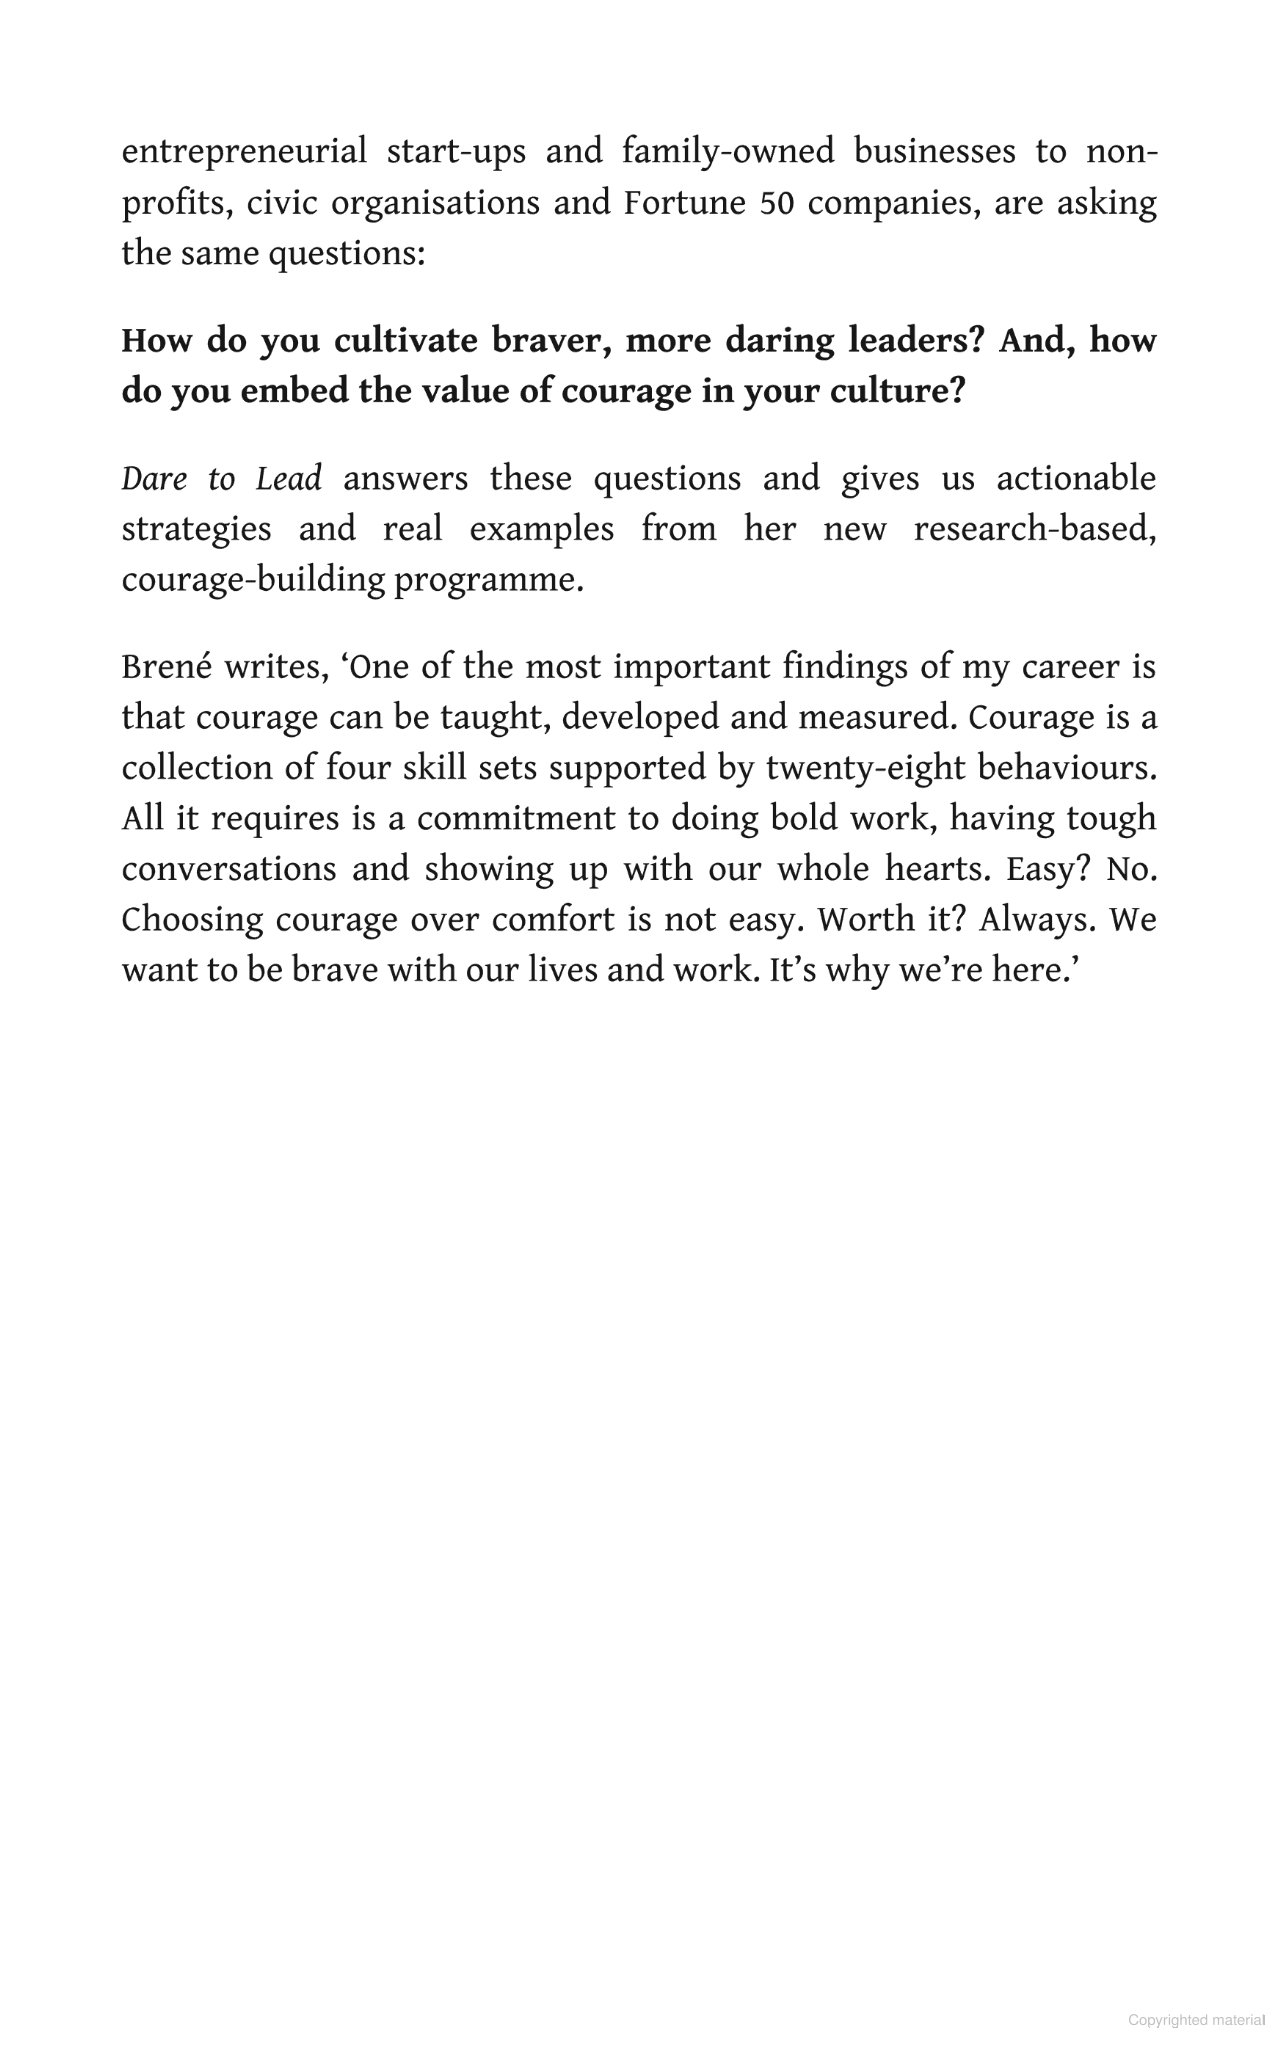 entrepreneurial start-ups and family-owned businesses to non-
profits, civic organisations and Fortune 50 companies, are asking
the same questions:
How do you cultivate braver, more daring leaders? And, how
do you embed the value of courage in your culture?
Dare to Lead answers these questions and gives us actionable
strategies and real examples from her new research-based,
courage-building programme.
Brené writes, ‘One of the most important findings of my career is
that courage can be taught, developed and measured. Courage is a
collection of four skill sets supported by twenty-eight behaviours.
All it requires is a commitment to doing bold work, having tough
conversations and showing up with our whole hearts. Easy? No.
Choosing courage over comfort is not easy. Worth it? Always. We
want to be brave with our lives and work. It’s why we’re here.’
Copyrighted material